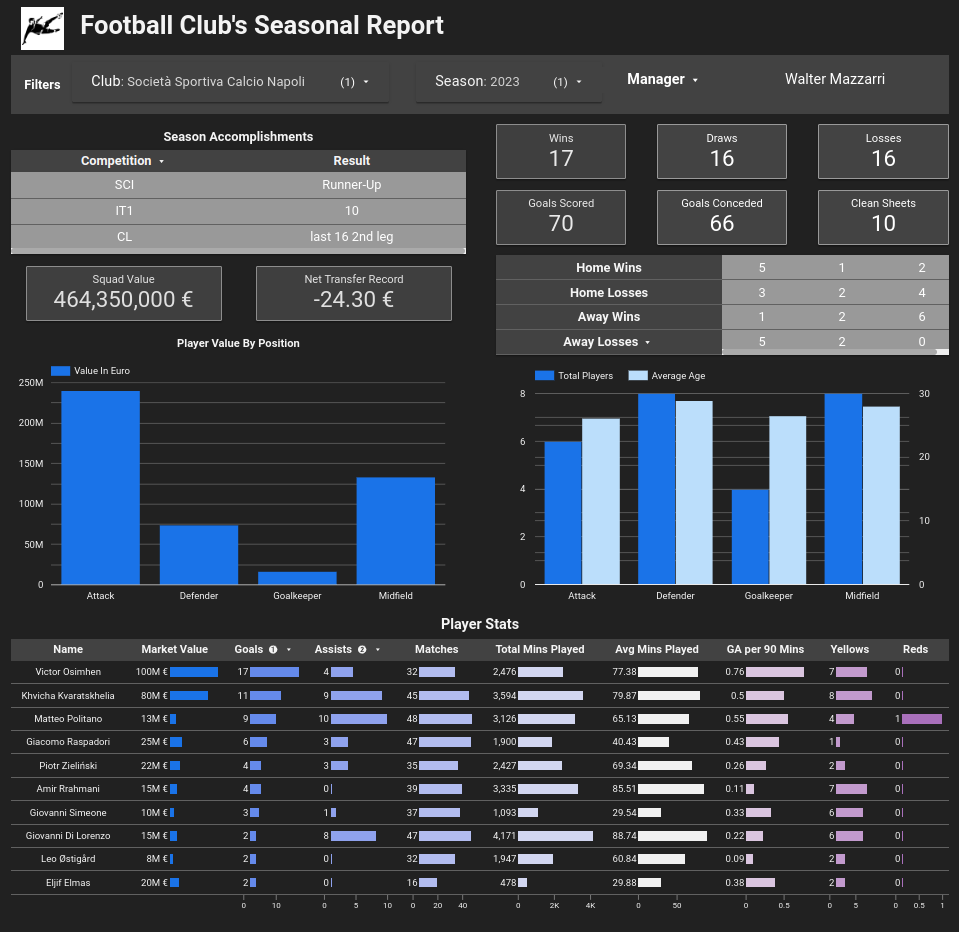 Football Club's Seasonal Report
Filters
Club: Società Sportiva Calcio Napoli (1)
Season: 2023 (1)
Manager
Walter Mazzarri
Season Accomplishments
Competition Result
SCI Runner-Up
IT1 10
CL last 16 2nd leg
Squad Value
464,350,000 €
Net Transfer Record
-24.30 €
Wins
17
Draws
16
Losses
16
Goals Scored
70
Goals Conceded
66
Clean Sheets
10
Home Wins 5 1 2
Home Losses 3 2 4
Away Wins 1 2 6
Away Losses 5 2 0
Player Value By Position
Value In Euro
250M
200M
150M
100M
50M
0
Attack Defender Goalkeeper Midfield
Total Players Average Age
8 30
6
20
4
10
2
0 0
Attack Defender Goalkeeper Midfield
Player Stats
Name Market Value Goals 1 Assists 2 Matches Total Mins Played Avg Mins Played GA per 90 Mins Yellows Reds
Victor Osimhen 100M € 17 4 32 2,476 77.38 0.76 7 0
Khvicha Kvaratskhelia 80M € 11 9 45 3,594 79.87 0.5 8 0
Matteo Politano 13M € 9 10 48 3,126 65.13 0.55 4 1
Giacomo Raspadori 25M € 6 3 47 1,900 40.43 0.43 1 0
Piotr Zieliński 22M € 4 3 35 2,427 69.34 0.26 2 0
Amir Rrahmani 15M € 4 0 39 3,335 85.51 0.11 7 0
Giovanni Simeone 10M € 3 1 37 1,093 29.54 0.33 6 0
Giovanni Di Lorenzo 15M € 2 8 47 4,171 88.74 0.22 6 0
Leo Østigård 8M € 2 0 32 1,947 60.84 0.09 2 0
Eljif Elmas 20M € 2 0 16 478 29.88 0.38 2 0
0 10 0 5 10 0 20 40 0 2K 4K 0 50 0 0.5 0 5 0 0.5 1